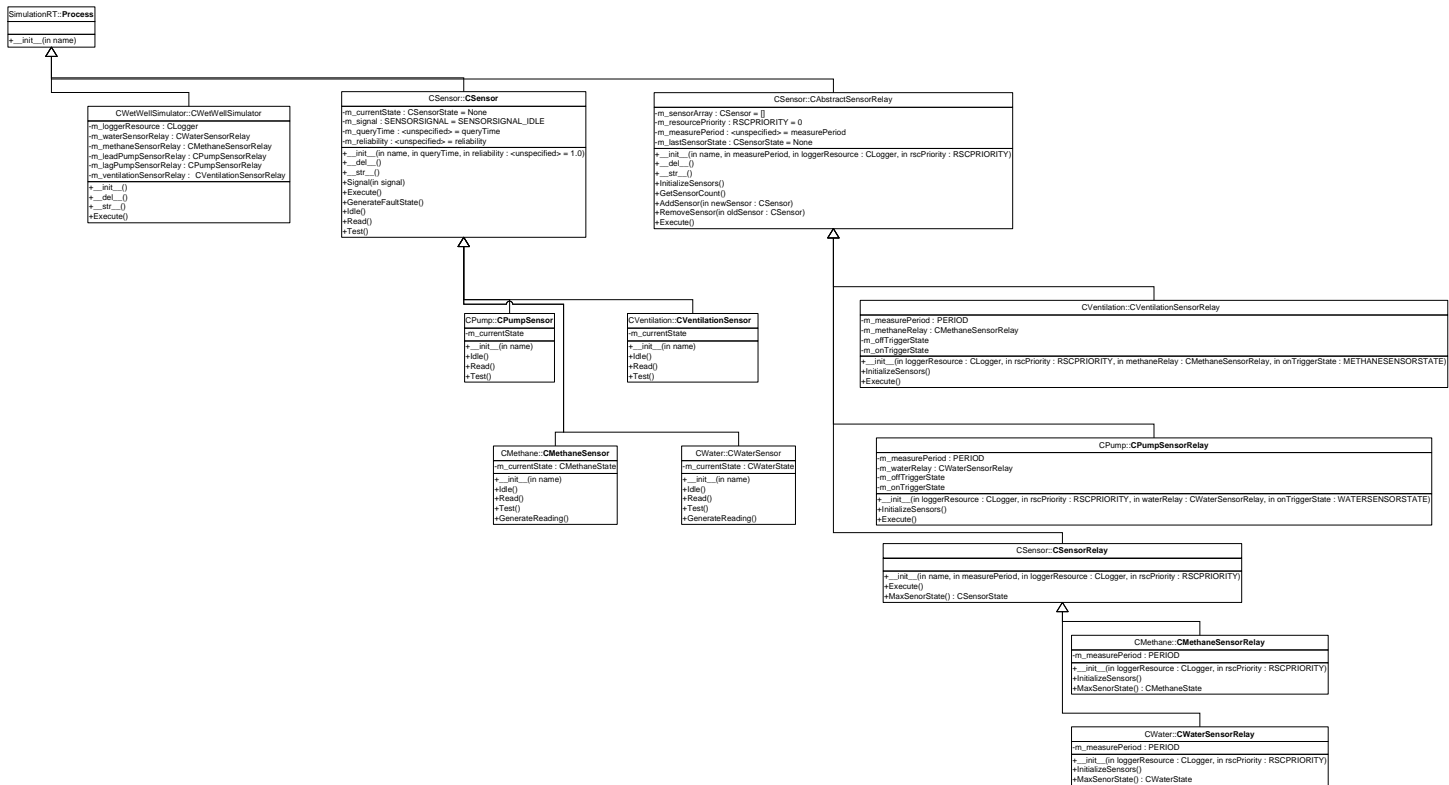 SimulationRT::Process
+__init__(in name)
CWetWellSimulator::CWetWellSimulator
-m_loggerResource : CLogger
-m_waterSensorRelay : CWaterSensorRelay
-m_methaneSensorRelay : CMethaneSensorRelay
-m_leadPumpSensorRelay : CPumpSensorRelay
-m_lagPumpSensorRelay : CPumpSensorRelay
-m_ventilationSensorRelay : CVentilationSensorRelay
+__init__()
+__del__()
+__str__()
+Execute()
CSensor::CSensor
-m_currentState : CSensorState = None
-m_signal : SENSORSIGNAL = SENSORSIGNAL_IDLE
-m_queryTime : <unspecified> = queryTime
-m_reliability : <unspecified> = reliability
+__init__(in name, in queryTime, in reliability : <unspecified> = 1.0)
+__del__()
+__str__()
+Signal(in signal)
+Execute()
+GenerateFaultState()
+Idle()
+Read()
+Test()
CSensor::CAbstractSensorRelay
-m_sensorArray : CSensor = []
-m_resourcePriority : RSCPRIORITY = 0
-m_measurePeriod : <unspecified> = measurePeriod
-m_lastSensorState : CSensorState = None
+__init__(in name, in measurePeriod, in loggerResource : CLogger, in rscPriority : RSCPRIORITY)
+__del__()
+__str__()
+InitializeSensors()
+GetSensorCount()
+AddSensor(in newSensor : CSensor)
+RemoveSensor(in oldSensor : CSensor)
+Execute()
CPump::CPumpSensor
-m_currentState
+__init__(in name)
+Idle()
+Read()
+Test()
CVentilation::CVentilationSensor
-m_currentState
+__init__(in name)
+Idle()
+Read()
+Test()
CVentilation::CVentilationSensorRelay
-m_measurePeriod : PERIOD
-m_methaneRelay : CMethaneSensorRelay
-m_offTriggerState
-m_onTriggerState
+__init__(in loggerResource : CLogger, in rscPriority : RSCPRIORITY, in methaneRelay : CMethaneSensorRelay, in onTriggerState : METHANESENSORSTATE)
+InitializeSensors()
+Execute()
CMethane::CMethaneSensor
-m_currentState : CMethaneState
+__init__(in name)
+Idle()
+Read()
+Test()
+GenerateReading()
CWater::CWaterSensor
-m_currentState : CWaterState
+__init__(in name)
+Idle()
+Read()
+Test()
+GenerateReading()
CPump::CPumpSensorRelay
-m_measurePeriod : PERIOD
-m_waterRelay : CWaterSensorRelay
-m_offTriggerState
-m_onTriggerState
+__init__(in loggerResource : CLogger, in rscPriority : RSCPRIORITY, in waterRelay : CWaterSensorRelay, in onTriggerState : WATERSENSORSTATE)
+InitializeSensors()
+Execute()
CSensor::CSensorRelay
+__init__(in name, in measurePeriod, in loggerResource : CLogger, in rscPriority : RSCPRIORITY)
+Execute()
+MaxSenorState() : CSensorState
CMethane::CMethaneSensorRelay
-m_measurePeriod : PERIOD
+__init__(in loggerResource : CLogger, in rscPriority : RSCPRIORITY)
+InitializeSensors()
+MaxSenorState() : CMethaneState
CWater::CWaterSensorRelay
-m_measurePeriod : PERIOD
+__init__(in loggerResource : CLogger, in rscPriority : RSCPRIORITY)
+InitializeSensors()
+MaxSenorState() : CWaterState